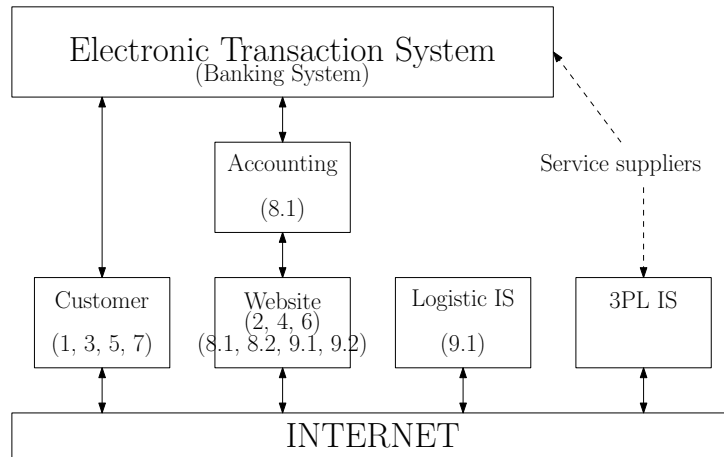 Electronic Transaction System
(Banking System)
Accounting
Service suppliers
(8.1)
Customer
Website
Logistic IS
3PL IS
(2, 4, 6)
(1, 3, 5, 7)
(8.1, 8.2, 9.1, 9.2)
(9.1)
INTERNET